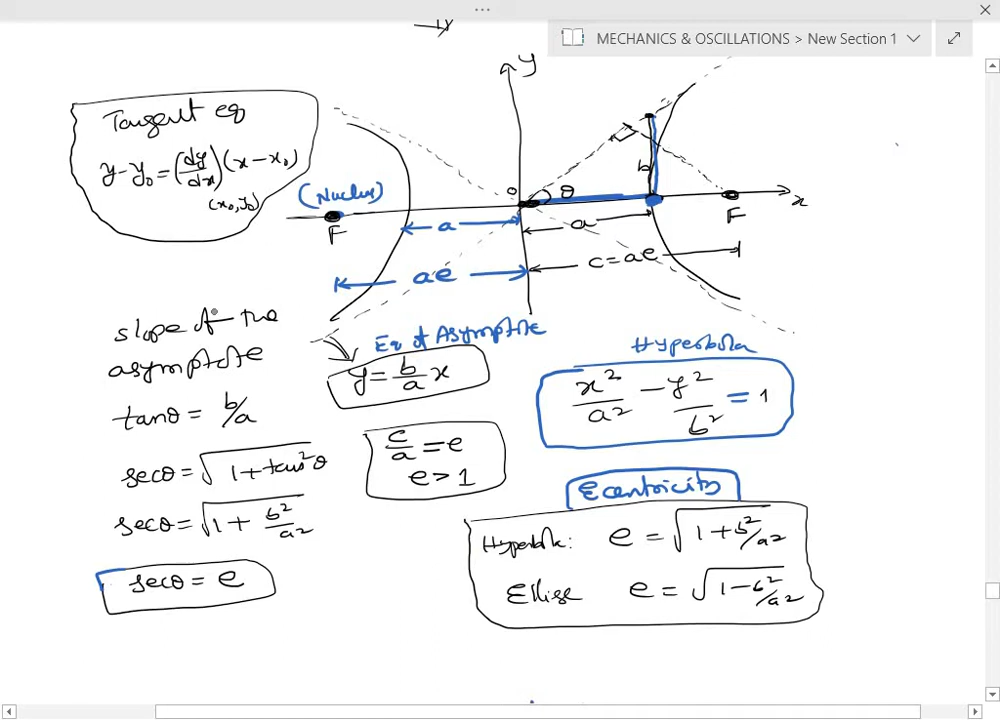 MECHANICS & OSCILLATIONS > New Section 1
y
Tangent eq
y-y₀ = (dy/dx)(x-x₀)
(x₀,y₀)
(Nucleus)
F
a
ae
o
θ
b
a
F
x
c=ae
slope of the
asymptote
tanθ = b/a
secθ = √(1+tan²θ)
secθ = √(1+b²/a²)
secθ = e
Eq of Asymptote
y = b/a x
c/a = e
e > 1
Hyperbola
x²/a² - y²/b² = 1
Eccentricity
Hyperbola: e = √(1+b²/a²)
Ellipse e = √(1-b²/a²)